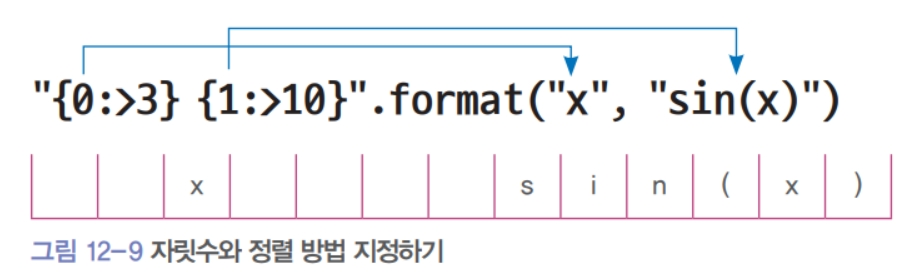 "{0:>3} {1:>10}".format("x", "sin(x)")
x s i n ( x )
그림 12-9 자릿수와 정렬 방법 지정하기